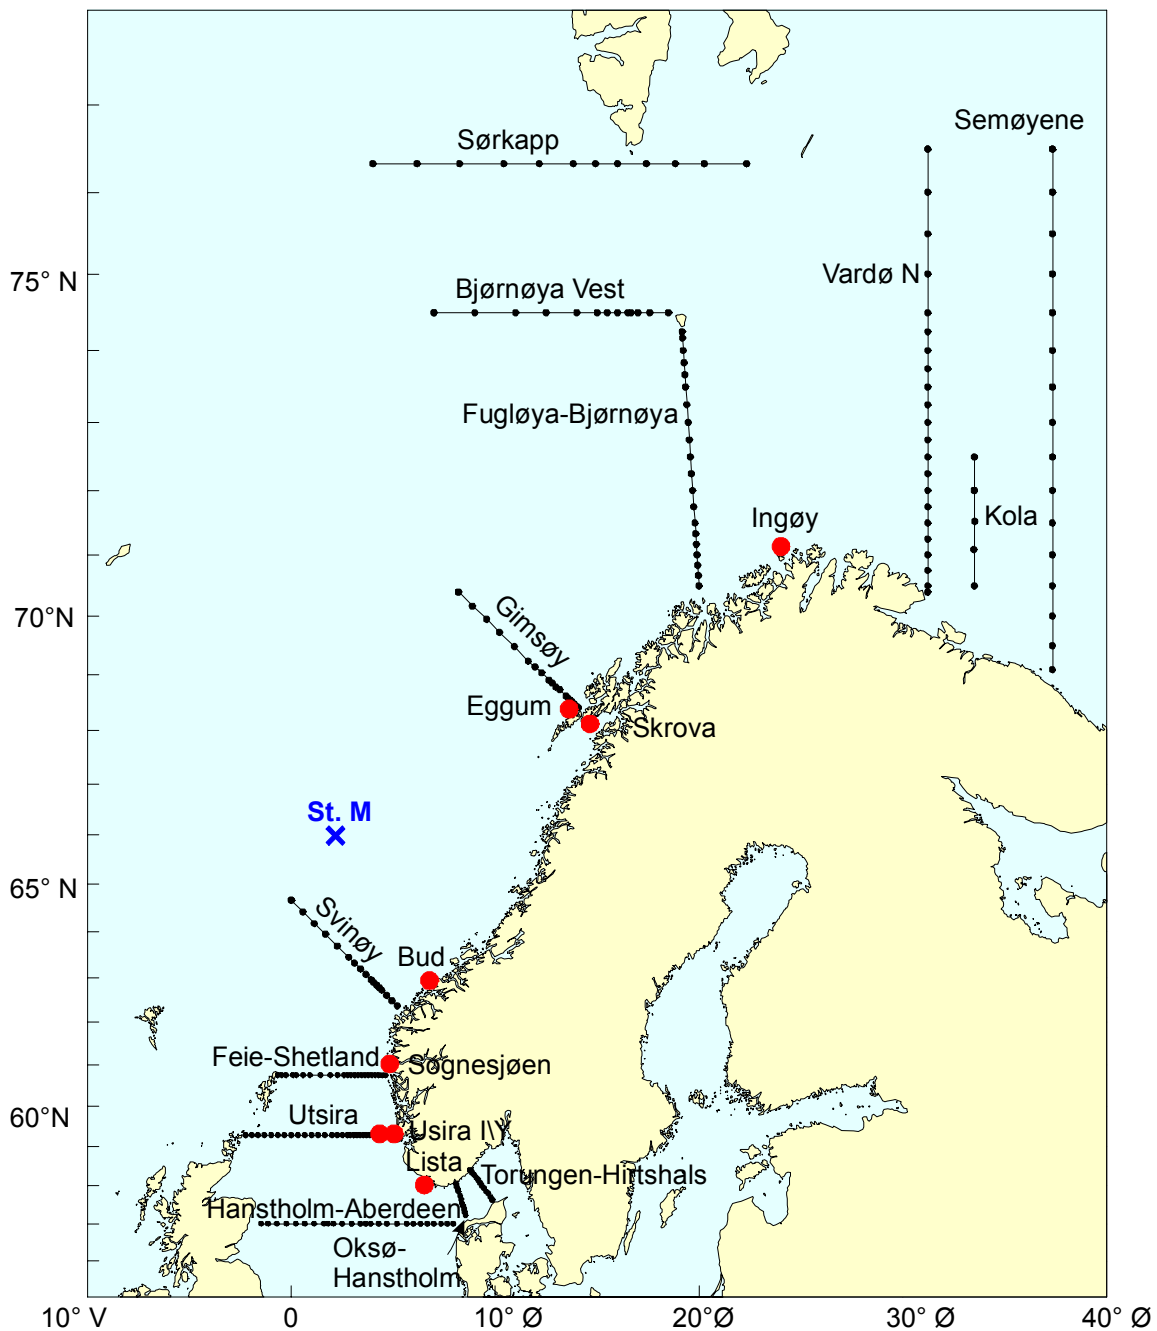 Semøyene
Sørkapp
75° N
Vardø N
Bjørnøya Vest
Fugløya-Bjørnøya
Ingøy
Kola
70°N
Gimsøy
Eggum
Skrova
St. M
65° N
Svinøy
Bud
Feie-Shetland
Sognesjøen
60°N
Utsira
Usira I\Y
Lista
Torungen-Hirtshals
Hanstholm-Aberdeen
Oksø-
Hanstholm
10° V
0
10° Ø
20°Ø
30° Ø
40° Ø